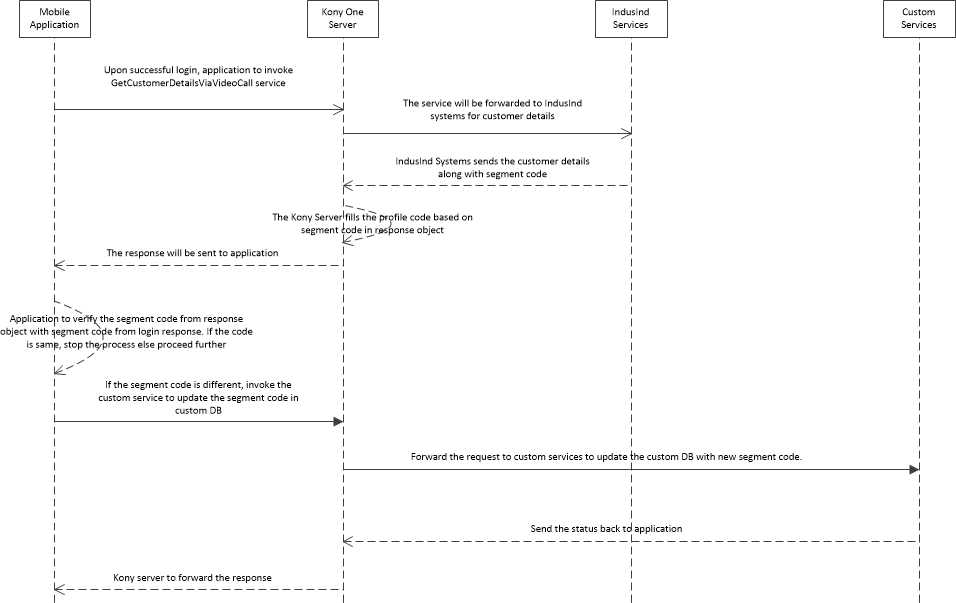 Mobile
Application
Kony One
Server
IndusInd
Services
Custom
Services
Upon successful login, application to invoke
GetCustomerDetailsViaVideoCall service
The service will be forwarded to IndusInd
systems for customer details
IndusInd Systems sends the customer details
along with segment code
The Kony Server fills the profile code based on
segment code in response object
The response will be sent to application
Application to verify the segment code from response
object with segment code from login response. If the code
is same, stop the process else proceed further
If the segment code is different, invoke the
custom service to update the segment code in
custom DB
Forward the request to custom services to update the custom DB with new segment code.
Send the status back to application
Kony server to forward the response